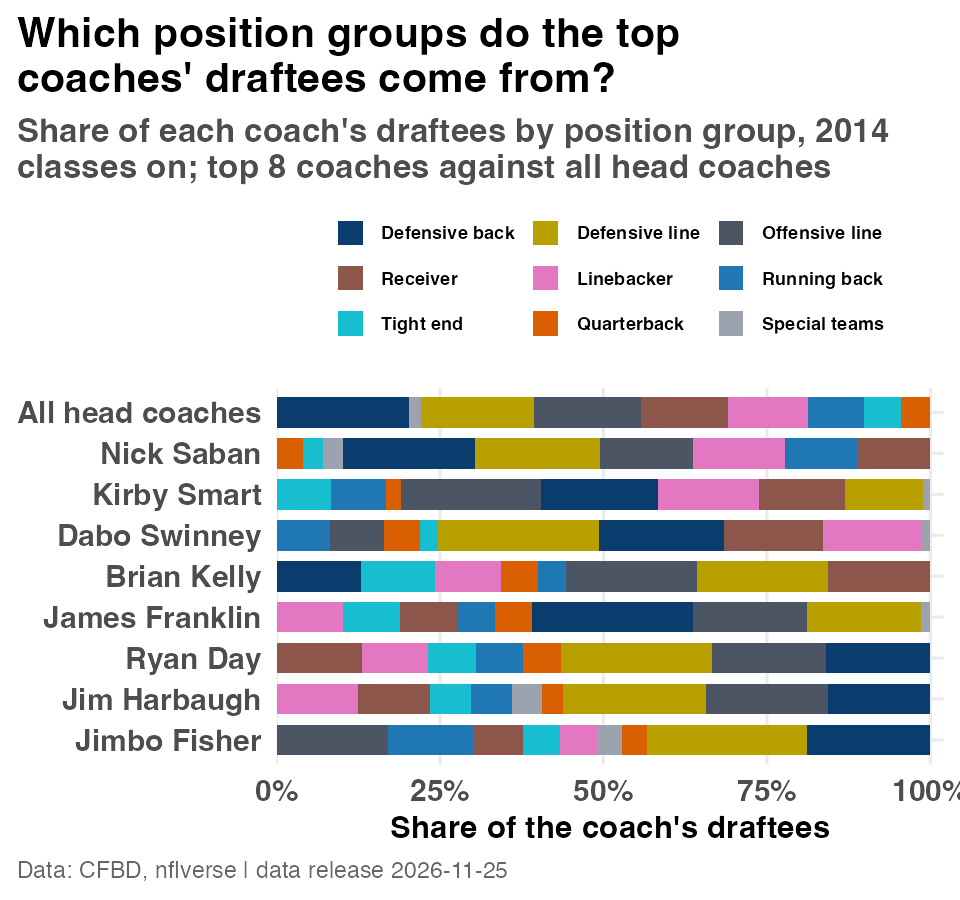 Which position groups do the top
coaches' draftees come from?
Share of each coach's draftees by position group, 2014
classes on; top 8 coaches against all head coaches
Defensive back Defensive line Offensive line
Receiver Linebacker Running back
Tight end Quarterback Special teams
All head coaches
Nick Saban
Kirby Smart
Dabo Swinney
Brian Kelly
James Franklin
Ryan Day
Jim Harbaugh
Jimbo Fisher
0% 25% 50% 75% 100%
Share of the coach's draftees
Data: CFBD, nflverse | data release 2026-11-25